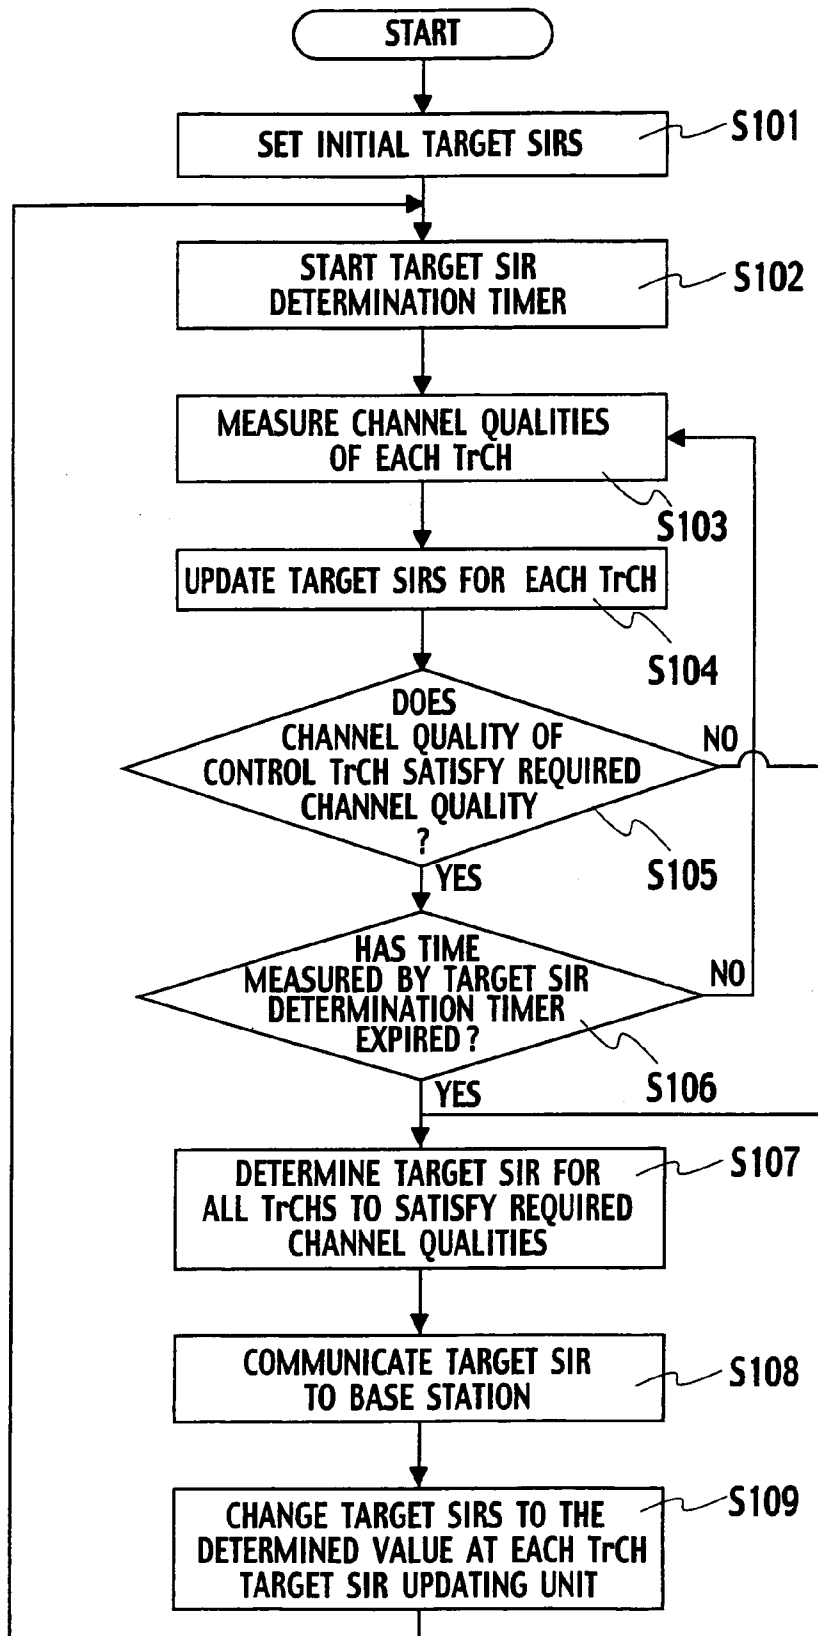 START
SET INITIAL TARGET SIRS
S101
START TARGET SIR
DETERMINATION TIMER
S102
MEASURE CHANNEL QUALITIES
OF EACH TrCH
S103
UPDATE TARGET SIRS FOR EACH TrCH
S104
DOES
CHANNEL QUALITY OF
CONTROL TrCH SATISFY REQUIRED
CHANNEL QUALITY
?
NO
S105
YES
HAS TIME
MEASURED BY TARGET SIR
DETERMINATION TIMER
EXPIRED?
NO
S106
YES
DETERMINE TARGET SIR FOR
ALL TrCHS TO SATISFY REQUIRED
CHANNEL QUALITIES
S107
COMMUNICATE TARGET SIR
TO BASE STATION
S108
CHANGE TARGET SIRS TO THE
DETERMINED VALUE AT EACH TrCH
TARGET SIR UPDATING UNIT
S109